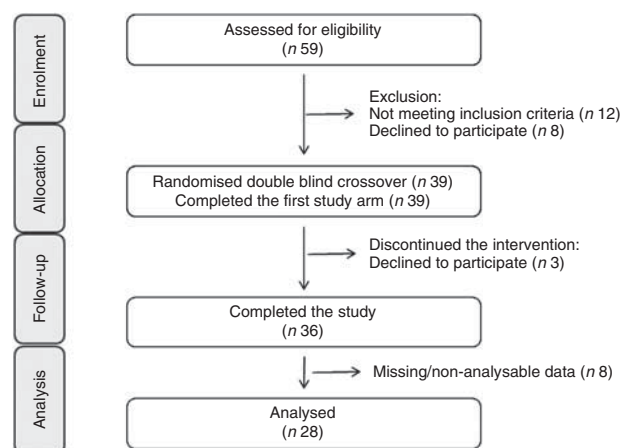 Enrolment
Assessed for eligibility
(n 59)
Exclusion:
Not meeting inclusion criteria (n 12)
Declined to participate (n 8)
Allocation
Randomised double blind crossover (n 39)
Completed the first study arm (n 39)
Follow-up
Discontinued the intervention:
Declined to participate (n 3)
Completed the study
(n 36)
Analysis
Missing/non-analysable data (n 8)
Analysed
(n 28)